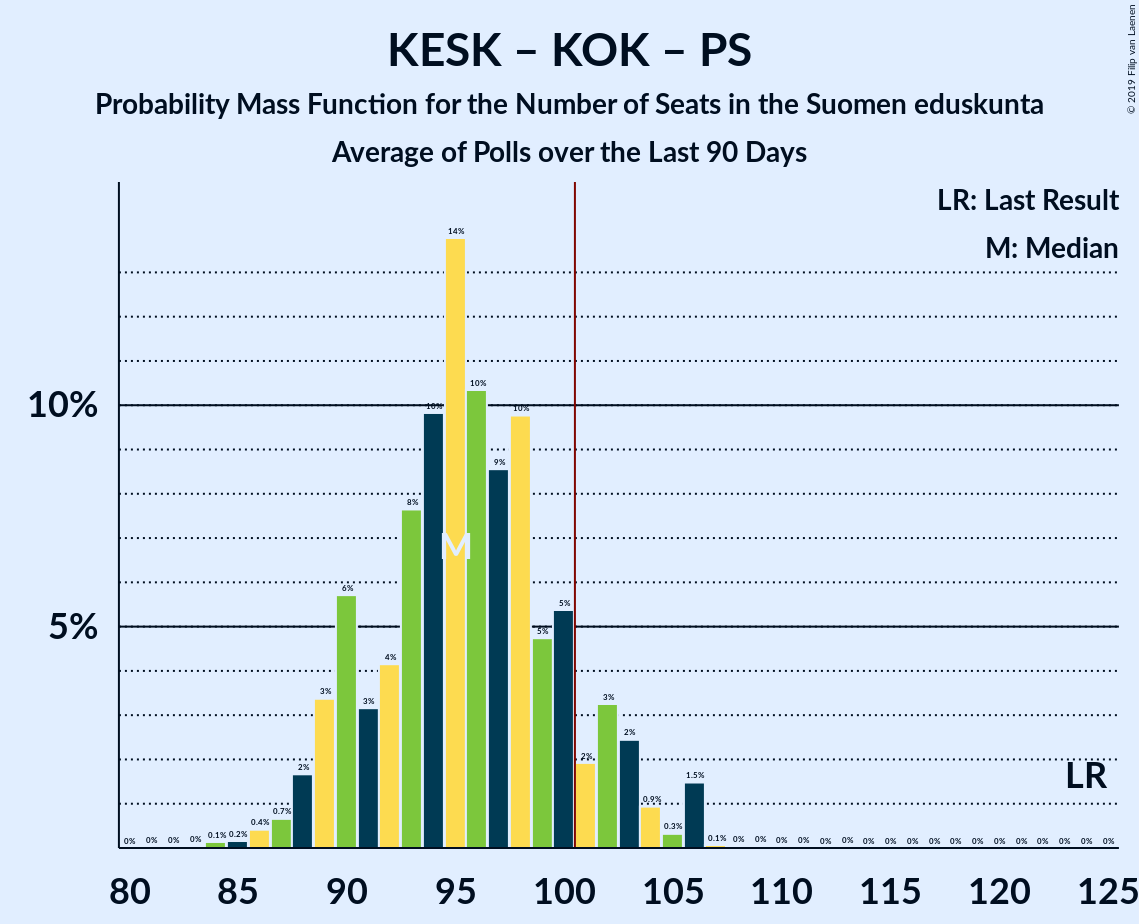 KESK – KOK – PS
Probability Mass Function for the Number of Seats in the Suomen eduskunta
Average of Polls over the Last 90 Days
© 2019 Filip van Laenen
LR: Last Result
M: Median
10%
5%
0% 0% 0% 0% 0.1% 0.2% 0.4% 0.7% 2% 3% 6% 3% 4% 8% 10% 14% 10% 9% 10% 5% 5% 2% 3% 2% 0.9% 0.3% 1.5% 0.1% 0% 0% 0% 0% 0% 0% 0% 0% 0% 0% 0% 0% 0% 0% 0% 0% 0% 0%
M
LR
80 85 90 95 100 105 110 115 120 125